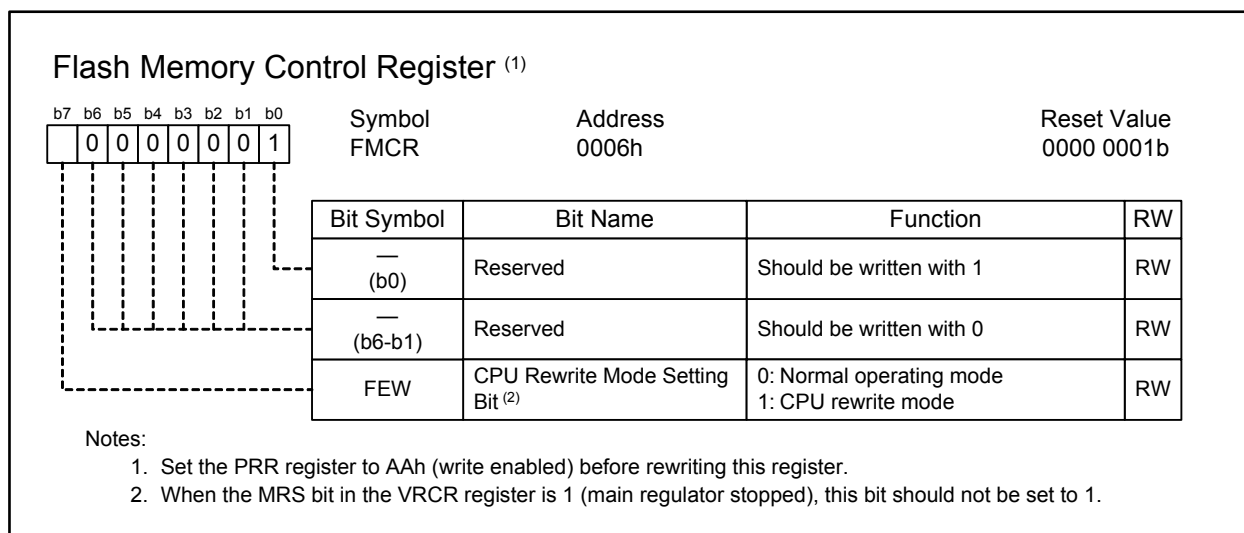 Flash Memory Control Register (1)
b7 b6 b5 b4 b3 b2 b1 b0
0 0 0 0 0 0 1
Symbol Address Reset Value
FMCR 0006h 0000 0001b
Bit Symbol Bit Name Function RW
— (b0) Reserved Should be written with 1 RW
— (b6-b1) Reserved Should be written with 0 RW
FEW CPU Rewrite Mode Setting Bit (2) 0: Normal operating mode 1: CPU rewrite mode RW
Notes:
1. Set the PRR register to AAh (write enabled) before rewriting this register.
2. When the MRS bit in the VRCR register is 1 (main regulator stopped), this bit should not be set to 1.